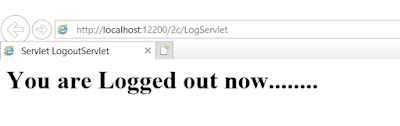 http://localhost:12200/2c/LogServlet
Servlet LogoutServlet
You are Logged out now........